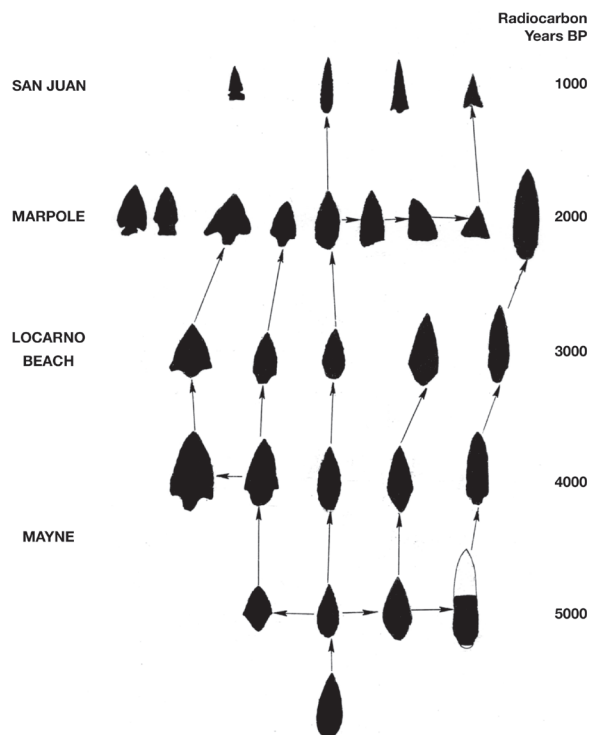 Radiocarbon
Years BP
SAN JUAN
1000
MARPOLE
2000
LOCARNO
BEACH
3000
4000
MAYNE
5000